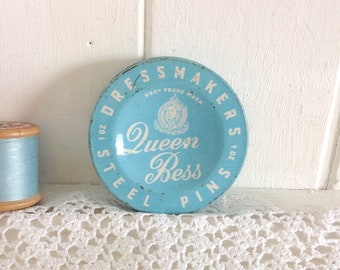 DRESSMAKERS
REGD TRADE MARK
Queen
Bess
1 OZ
1 OZ
STEEL PINS